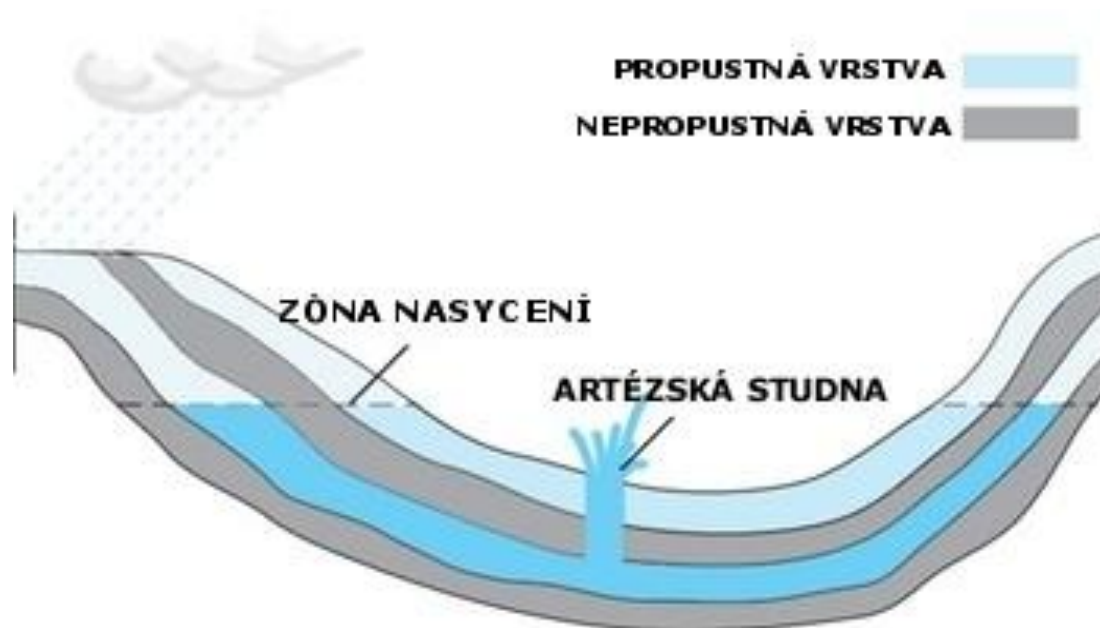 PROPUSTNÁ VRSTVA
NEPROPUSTNÁ VRSTVA
ZÓNA NASYCENÍ
ARTÉZSKÁ STUDNA